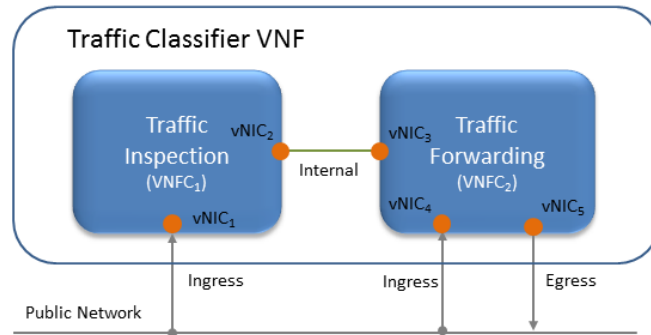 Traffic Classifier VNF
Traffic
Inspection
(VNFC₁)
vNIC₂
vNIC₁
Internal
vNIC₃
Traffic
Forwarding
(VNFC₂)
vNIC₄
vNIC₅
Ingress
Ingress
Egress
Public Network